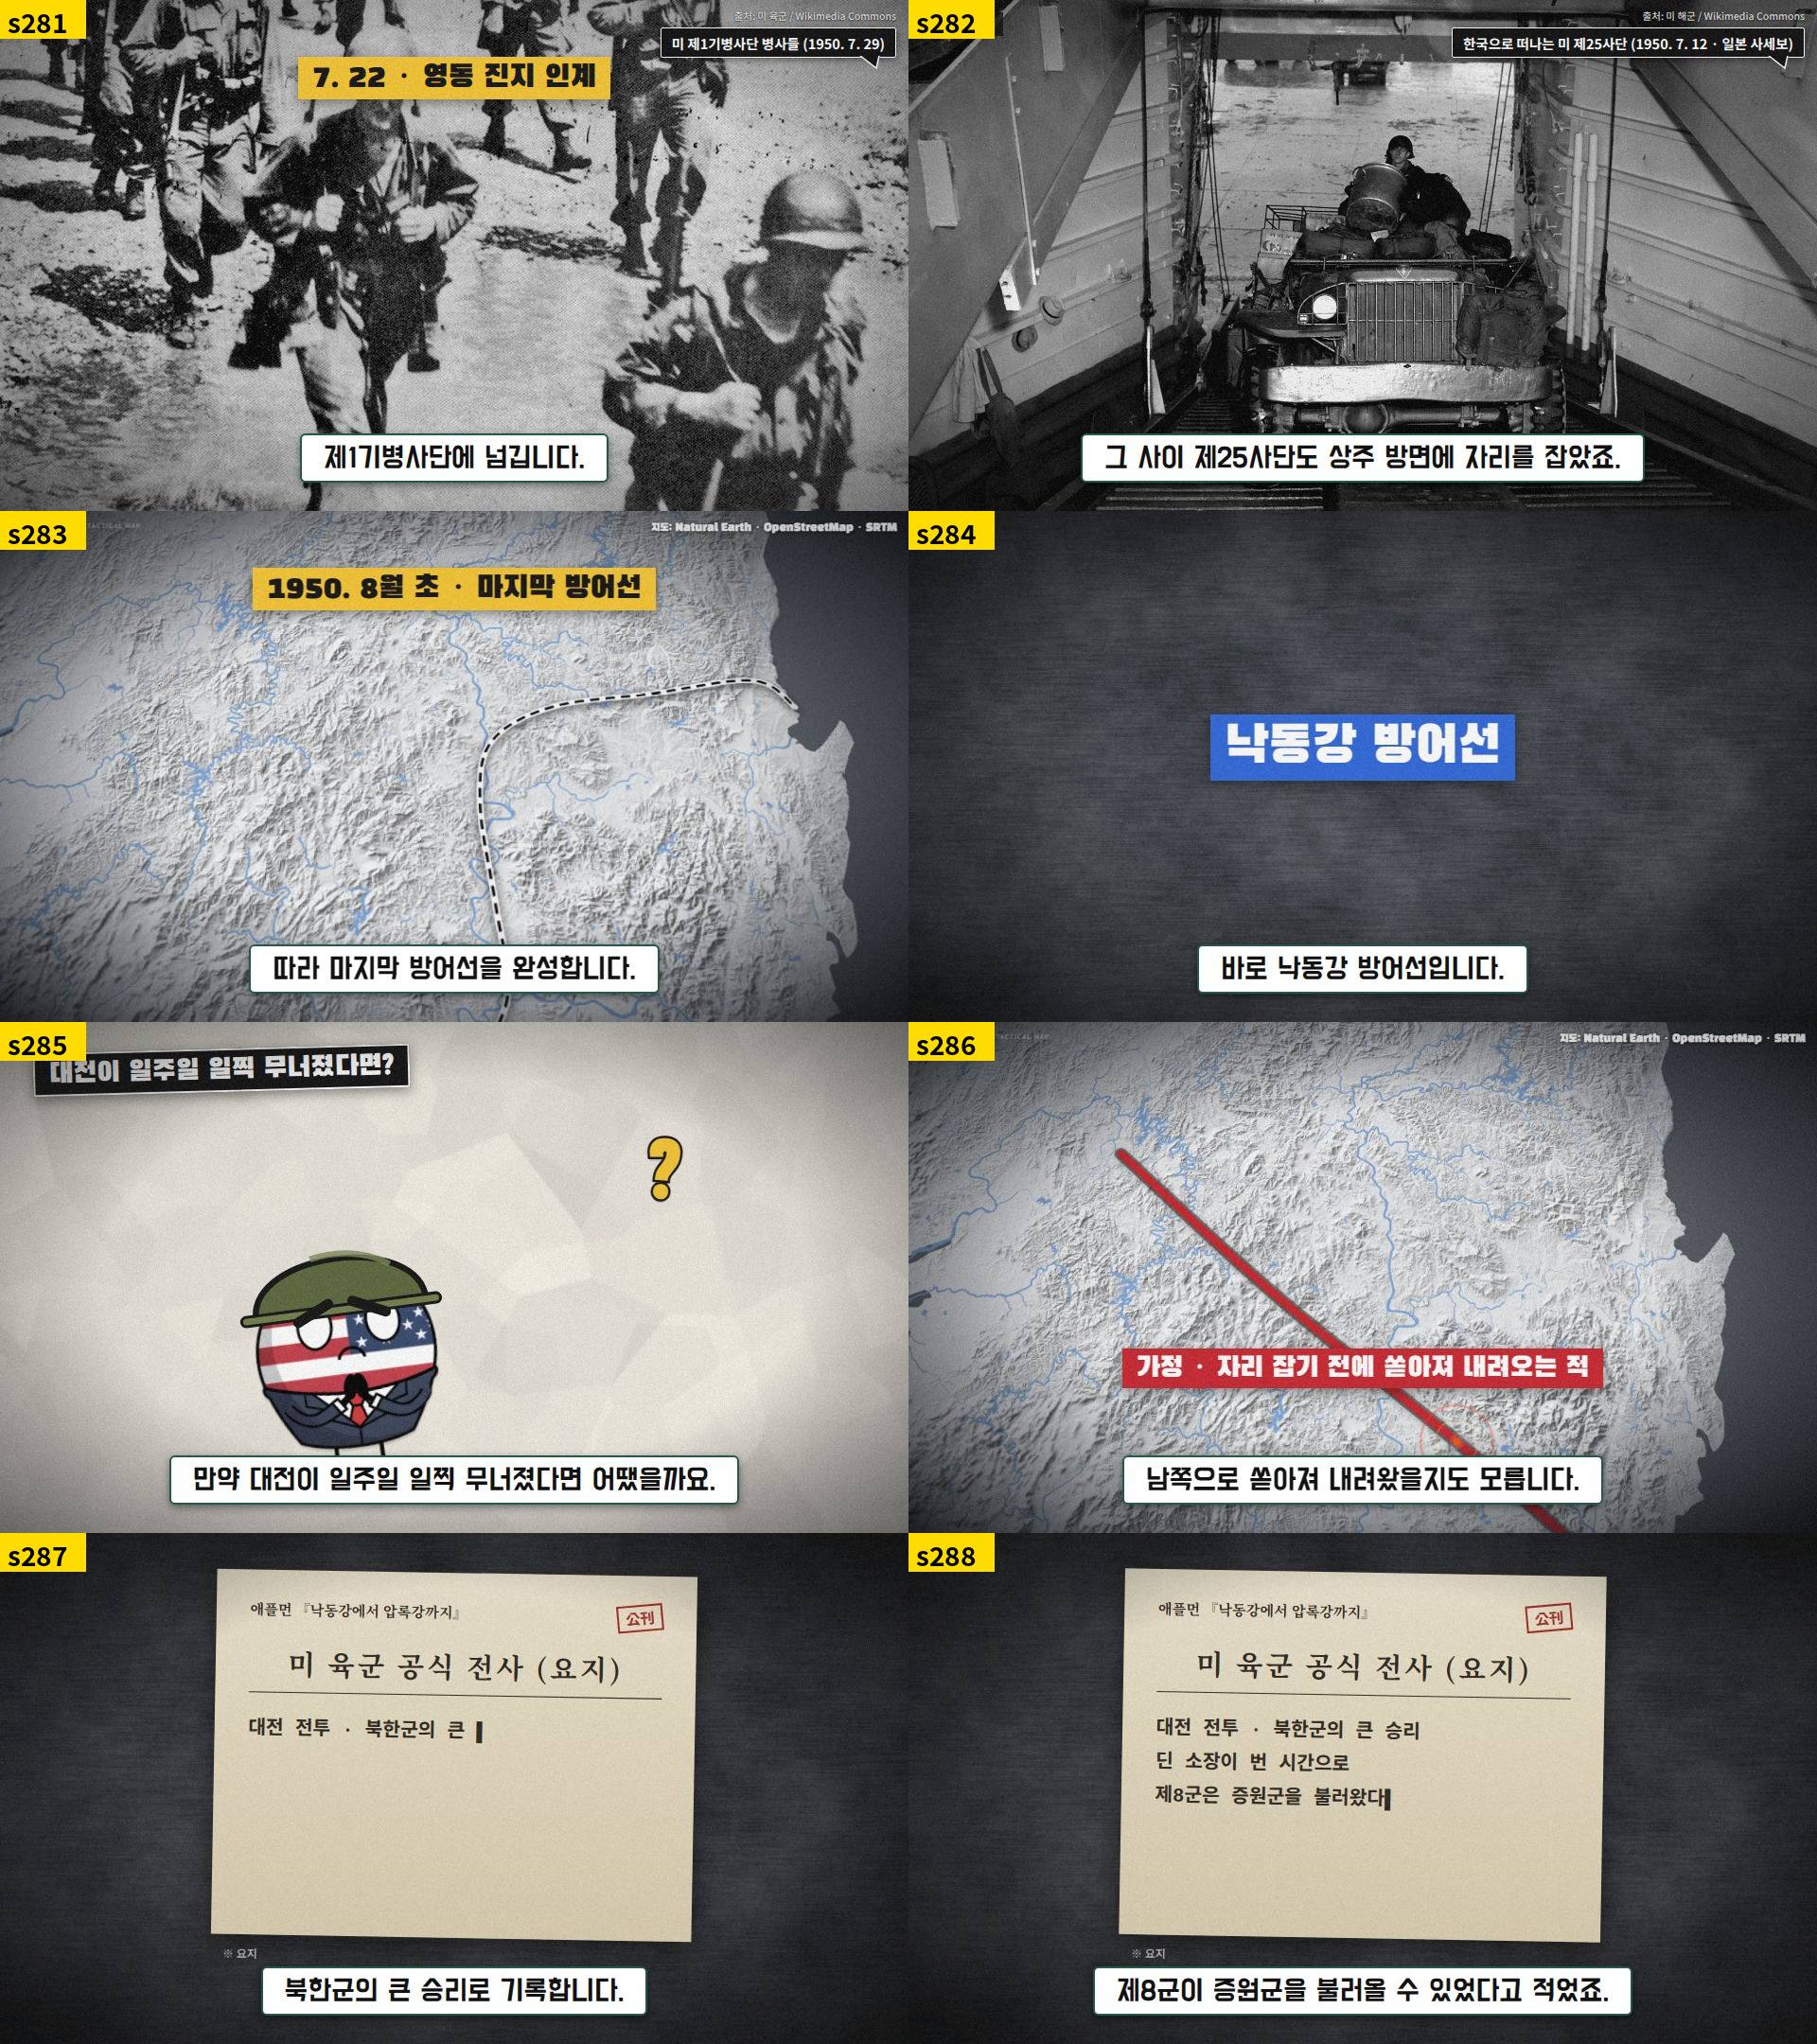 s281
출처: 미 육군 / Wikimedia Commons
미 제1기병사단 병사들 (1950. 7. 29)
7. 22 · 영동 진지 인계
제1기병사단에 넘깁니다.
s282
출처: 미 해군 / Wikimedia Commons
한국으로 떠나는 미 제25사단 (1950. 7. 12 · 일본 사세보)
그 사이 제25사단도 상주 방면에 자리를 잡았죠.
s283
TACTICAL MAP
지도: Natural Earth · OpenStreetMap · SRTM
1950. 8월 초 · 마지막 방어선
따라 마지막 방어선을 완성합니다.
s284
낙동강 방어선
바로 낙동강 방어선입니다.
s285
대전이 일주일 일찍 무너졌다면?
?
만약 대전이 일주일 일찍 무너졌다면 어땠을까요.
s286
TACTICAL MAP
지도: Natural Earth · OpenStreetMap · SRTM
가정 · 자리 잡기 전에 쏟아져 내려오는 적
남쪽으로 쏟아져 내려왔을지도 모릅니다.
s287
애플먼 『낙동강에서 압록강까지』
公刊
미 육군 공식 전사 (요지)
대전 전투 · 북한군의 큰
※ 요지
북한군의 큰 승리로 기록합니다.
s288
애플먼 『낙동강에서 압록강까지』
公刊
미 육군 공식 전사 (요지)
대전 전투 · 북한군의 큰 승리
딘 소장이 번 시간으로
제8군은 증원군을 불러왔다
※ 요지
제8군이 증원군을 불러올 수 있었다고 적었죠.